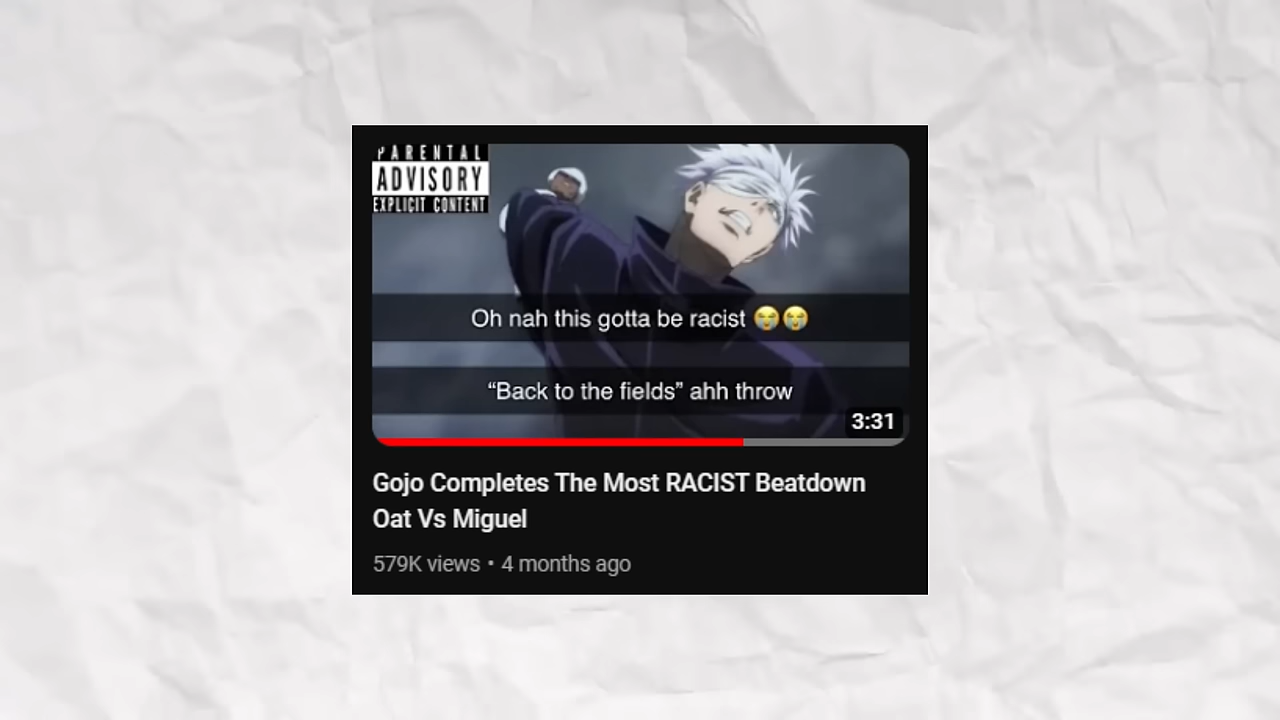 PARENTAL
ADVISORY
EXPLICIT CONTENT
Oh nah this gotta be racist 😭😭
“Back to the fields” ahh throw
3:31
Gojo Completes The Most RACIST Beatdown
Oat Vs Miguel
579K views • 4 months ago